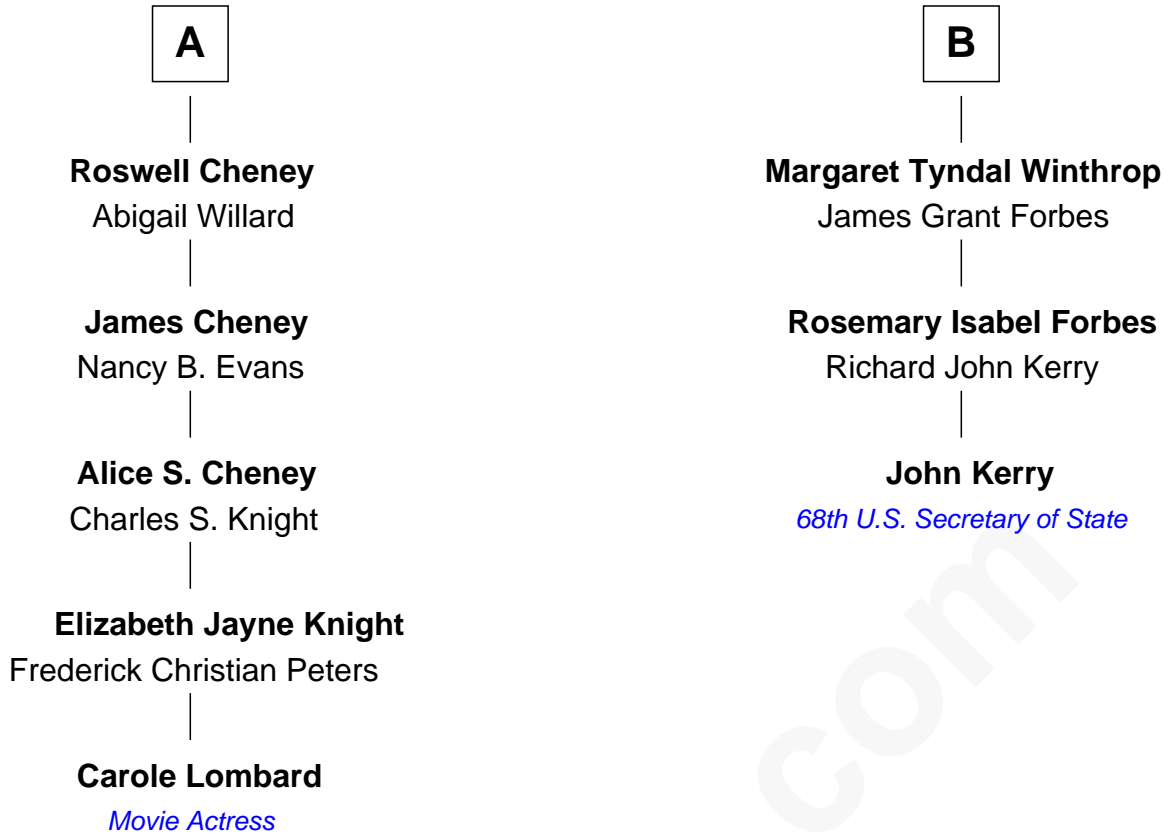 A
Roswell Cheney
Abigail Willard
James Cheney
Nancy B. Evans
Alice S. Cheney
Charles S. Knight
Elizabeth Jayne Knight
Frederick Christian Peters
Carole Lombard
Movie Actress
B
Margaret Tyndal Winthrop
James Grant Forbes
Rosemary Isabel Forbes
Richard John Kerry
John Kerry
68th U.S. Secretary of State
com